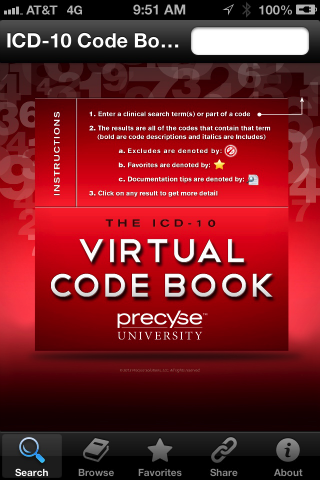 AT&T 4G 9:51 AM 100%
ICD-10 Code Bo...
INSTRUCTIONS
1. Enter a clinical search term(s) or part of a code
2. The results are all of the codes that contain that term
(bold are code descriptions and italics are Includes)
a. Excludes are denoted by:
b. Favorites are denoted by:
c. Documentation tips are denoted by:
3. Click on any result to get more detail
THE ICD-10
VIRTUAL
CODE BOOK
precyse™
UNIVERSITY
Search Browse Favorites Share About